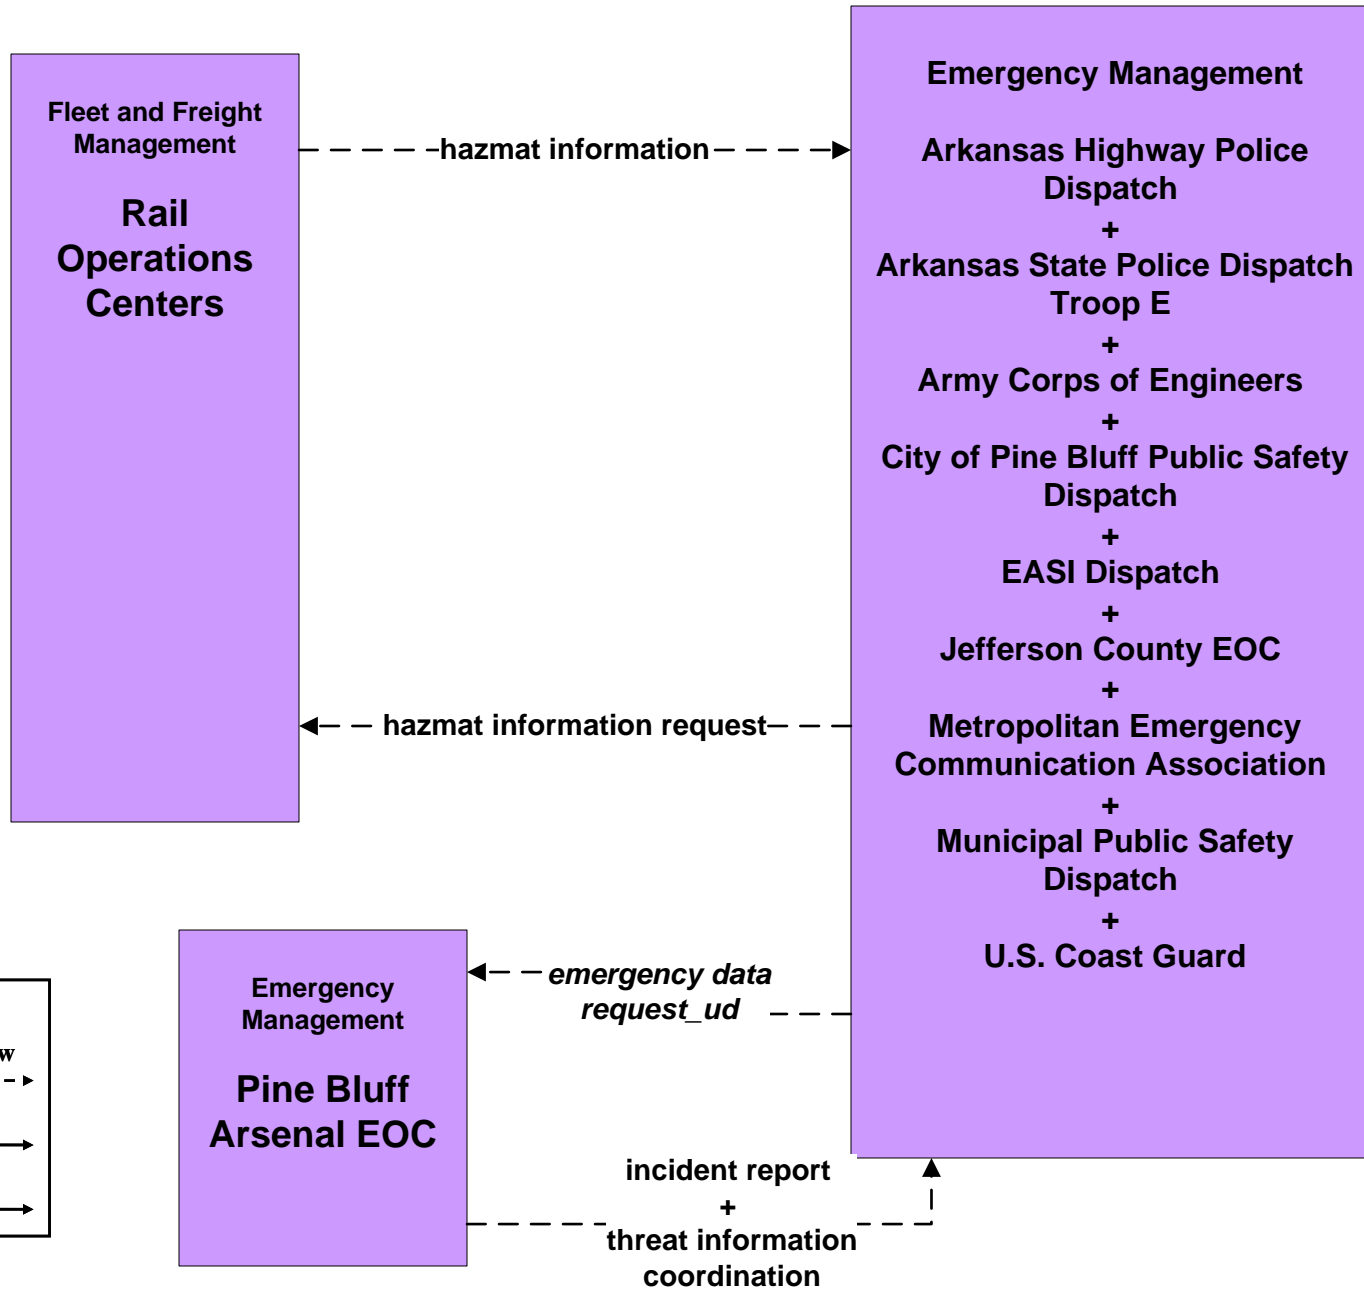 Fleet and Freight
Management
Rail
Operations
Centers
hazmat information
hazmat information request
Emergency Management
Arkansas Highway Police
Dispatch
+
Arkansas State Police Dispatch
Troop E
+
Army Corps of Engineers
+
City of Pine Bluff Public Safety
Dispatch
+
EASI Dispatch
+
Jefferson County EOC
+
Metropolitan Emergency
Communication Association
+
Municipal Public Safety
Dispatch
+
U.S. Coast Guard
Emergency
Management
Pine Bluff
Arsenal EOC
emergency data
request_ud
incident report
+
threat information
coordination